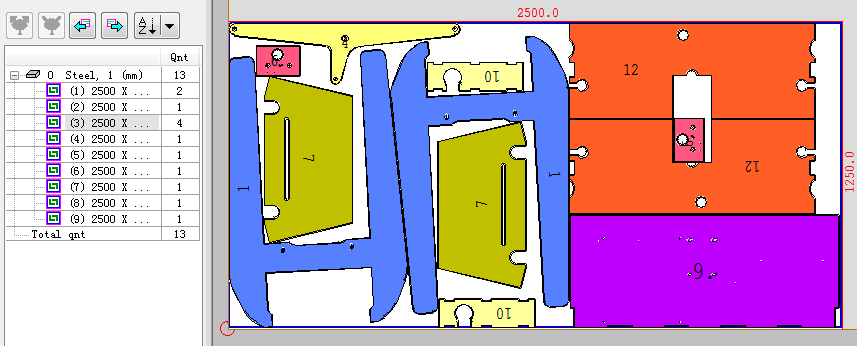 2500.0
Qnt
0 Steel, 1 (mm) 13
(1) 2500 X ... 2
(2) 2500 X ... 1
(3) 2500 X ... 4
(4) 2500 X ... 1
(5) 2500 X ... 1
(6) 2500 X ... 1
(7) 2500 X ... 1
(8) 2500 X ... 1
(9) 2500 X ... 1
Total qnt 13
4
10
12
7
1
7
1
12
1250.0
9.
10